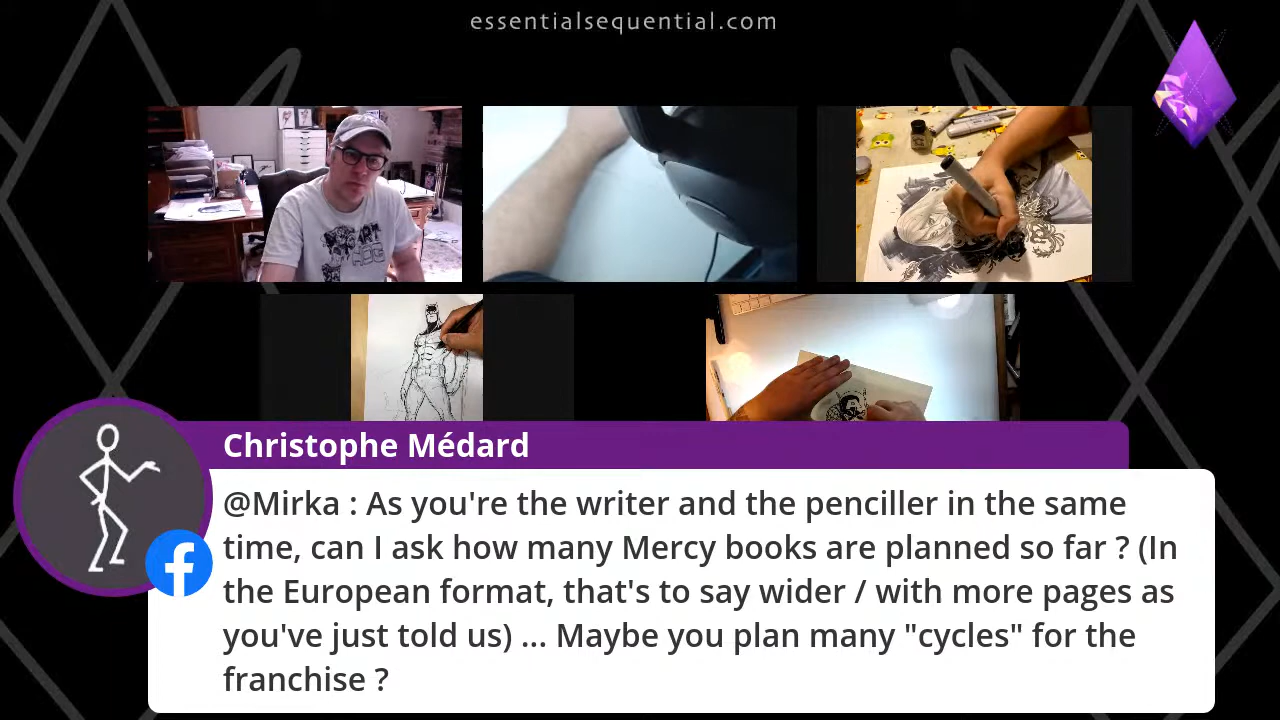 essentialsequential.com
Christophe Médard
@Mirka : As you're the writer and the penciller in the same
time, can I ask how many Mercy books are planned so far ? (In
the European format, that's to say wider / with more pages as
you've just told us) ... Maybe you plan many "cycles" for the
franchise ?